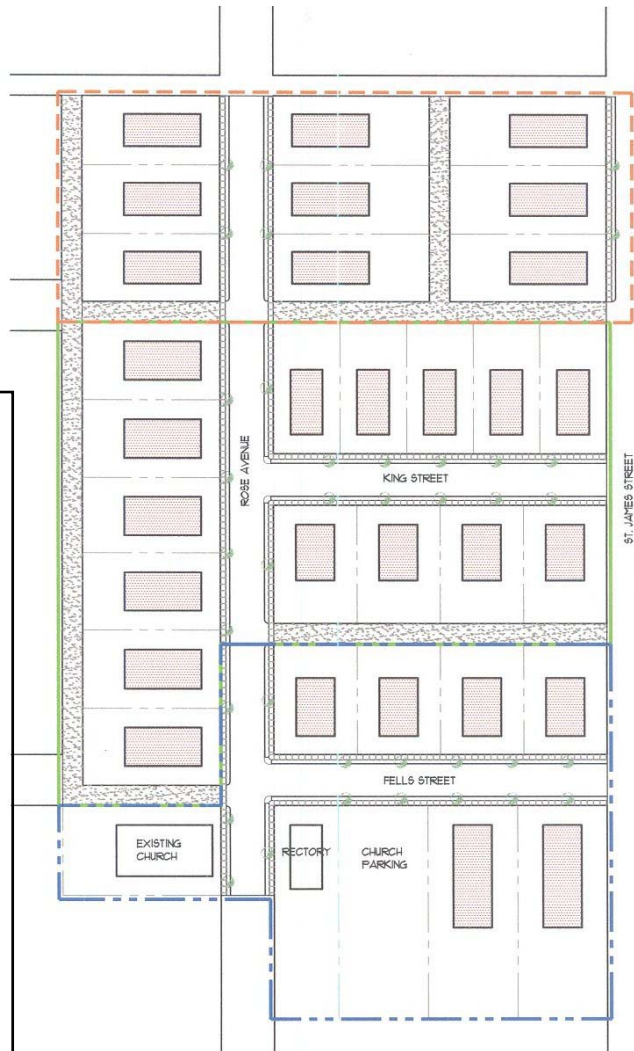 ROSE AVENUE
KING STREET
ST. JAMES STREET
FELLS STREET
EXISTING
CHURCH
RECTORY
CHURCH
PARKING